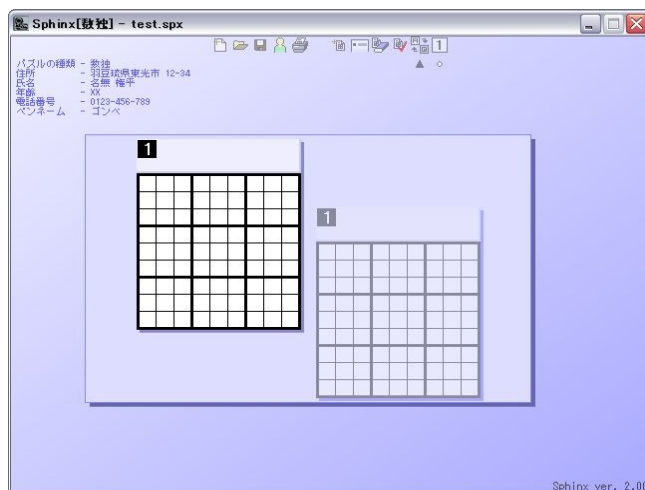 Sphinx[数独] - test.spx
1
パズルの種類 - 数独
住所 - 羽豆琉県東光市 12-34
氏名 - 名無 権平
年齢 - XX
電話番号 - 0123-456-789
ペンネーム - ゴンベ
1
1
Sphinx ver. 2.00